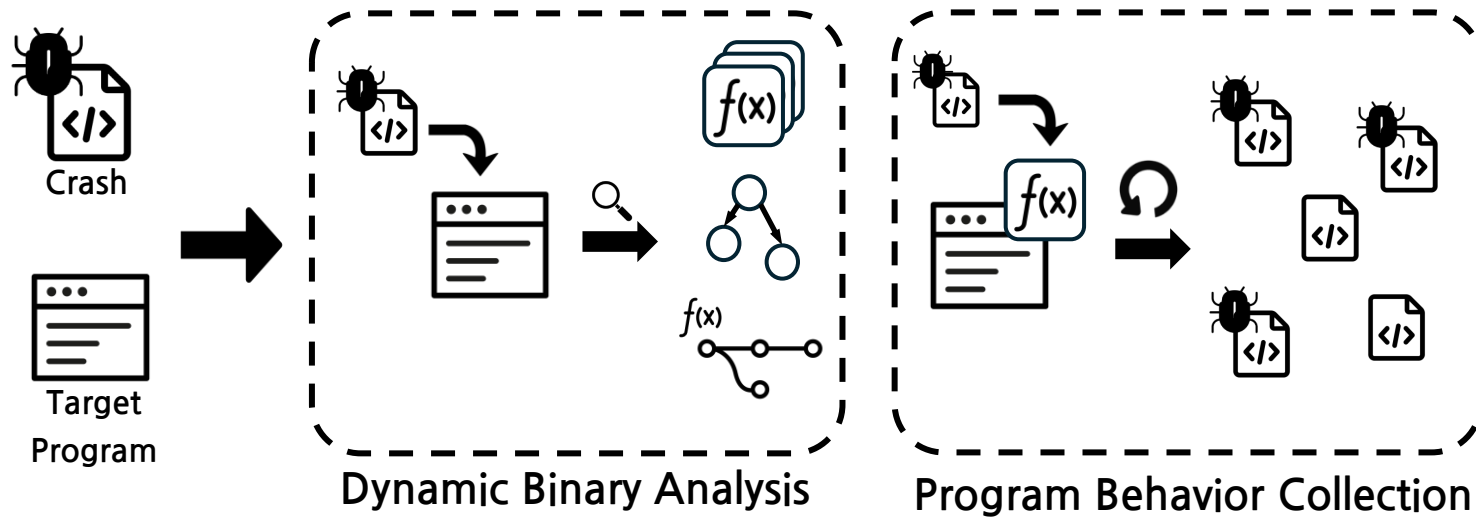 </>
Crash
Target
Program
</>
f(x)
f(x)
Dynamic Binary Analysis
</>
f(x)
</>
</>
</>
</>
</>
Program Behavior Collection